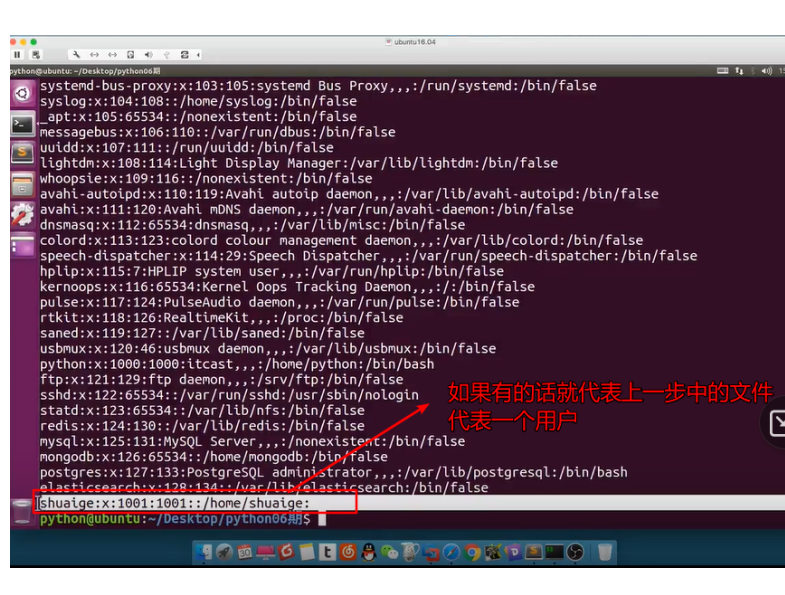 ubuntu16.04
python@ubuntu: ~/Desktop/python06期
systemd-bus-proxy:x:103:105:systemd Bus Proxy,,,:/run/systemd:/bin/false
syslog:x:104:108::/home/syslog:/bin/false
_apt:x:105:65534::/nonexistent:/bin/false
messagebus:x:106:110::/var/run/dbus:/bin/false
uuidd:x:107:111::/run/uuidd:/bin/false
lightdm:x:108:114:Light Display Manager:/var/lib/lightdm:/bin/false
whoopsie:x:109:116::/nonexistent:/bin/false
avahi-autoipd:x:110:119:Avahi autoip daemon,,,:/var/lib/avahi-autoipd:/bin/false
avahi:x:111:120:Avahi mDNS daemon,,,:/var/run/avahi-daemon:/bin/false
dnsmasq:x:112:65534:dnsmasq,,,:/var/lib/misc:/bin/false
colord:x:113:123:colord colour management daemon,,,:/var/lib/colord:/bin/false
speech-dispatcher:x:114:29:Speech Dispatcher,,,:/var/run/speech-dispatcher:/bin/false
hplip:x:115:7:HPLIP system user,,,:/var/run/hplip:/bin/false
kernoops:x:116:65534:Kernel Oops Tracking Daemon,,,:/:/bin/false
pulse:x:117:124:PulseAudio daemon,,,:/var/run/pulse:/bin/false
rtkit:x:118:126:RealtimeKit,,,:/proc:/bin/false
saned:x:119:127::/var/lib/saned:/bin/false
usbmux:x:120:46:usbmux daemon,,,:/var/lib/usbmux:/bin/false
python:x:1000:1000:itcast,,,:/home/python:/bin/bash
ftp:x:121:129:ftp daemon,,,:/srv/ftp:/bin/false
sshd:x:122:65534::/var/run/sshd:/usr/sbin/nologin
statd:x:123:65534::/var/lib/nfs:/bin/false
redis:x:124:130::/var/lib/redis:/bin/false
mysql:x:125:131:MySQL Server,,,:/nonexistent:/bin/false
mongodb:x:126:65534::/home/mongodb:/bin/false
postgres:x:127:133:PostgreSQL administrator,,,:/var/lib/postgresql:/bin/bash
elasticsearch:x:128:134::/var/lib/elasticsearch:/bin/false
shuaige:x:1001:1001::/home/shuaige:
python@ubuntu:~/Desktop/python06期$
如果有的话就代表上一步中的文件
代表一个用户